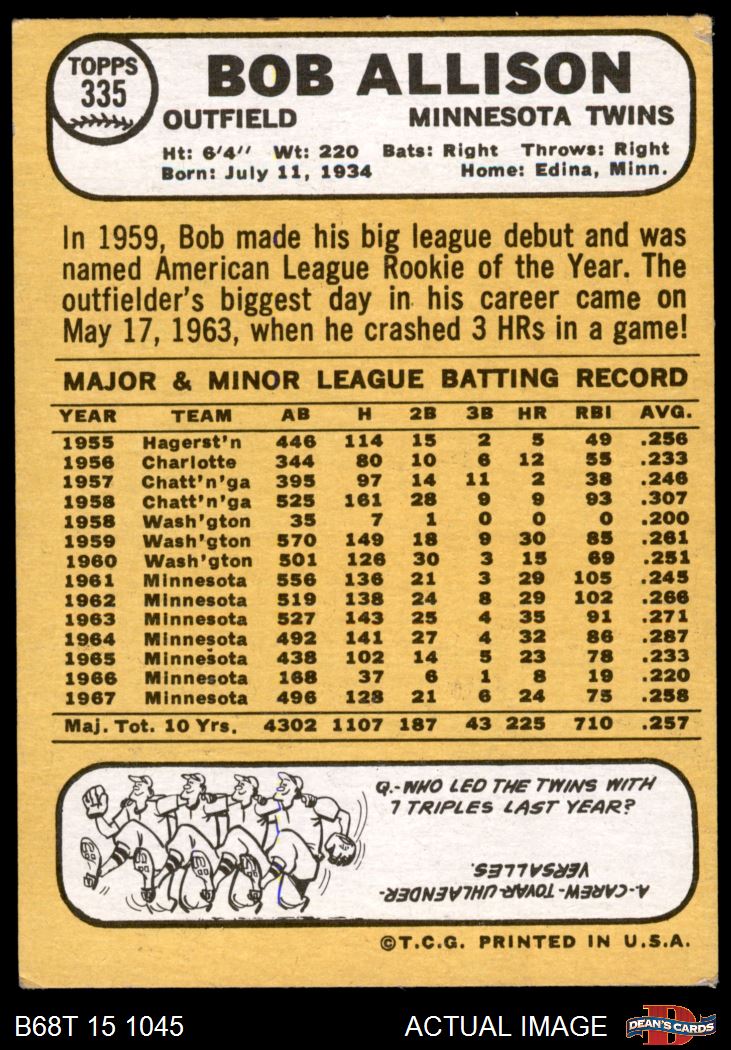 TOPPS
335
BOB ALLISON
OUTFIELD MINNESOTA TWINS
Ht: 6'4" Wt: 220 Bats: Right Throws: Right
Born: July 11, 1934 Home: Edina, Minn.
In 1959, Bob made his big league debut and was
named American League Rookie of the Year. The
outfielder's biggest day in his career came on
May 17, 1963, when he crashed 3 HRs in a game!
MAJOR & MINOR LEAGUE BATTING RECORD
YEAR TEAM AB H 2B 3B HR RBI AVG.
1955 Hagerst'n 446 114 15 2 5 49 .256
1956 Charlotte 344 80 10 6 12 55 .233
1957 Chatt'n'ga 395 97 14 11 2 38 .246
1958 Chatt'n'ga 525 161 28 9 9 93 .307
1958 Wash'gton 35 7 1 0 0 0 .200
1959 Wash'gton 570 149 18 9 30 85 .261
1960 Wash'gton 501 126 30 3 15 69 .251
1961 Minnesota 556 136 21 3 29 105 .245
1962 Minnesota 519 138 24 8 29 102 .266
1963 Minnesota 527 143 25 4 35 91 .271
1964 Minnesota 492 141 27 4 32 86 .287
1965 Minnesota 438 102 14 5 23 78 .233
1966 Minnesota 168 37 6 1 8 19 .220
1967 Minnesota 496 128 21 6 24 75 .258
Maj. Tot. 10 Yrs. 4302 1107 187 43 225 710 .257
Q.-WHO LED THE TWINS WITH
7 TRIPLES LAST YEAR?
A-CAREW-TOVAR-UHLAENDER-
VERSALLES.
©T.C.G. PRINTED IN U.S.A.
B68T 15 1045 ACTUAL IMAGE
DEAN'S CARDS